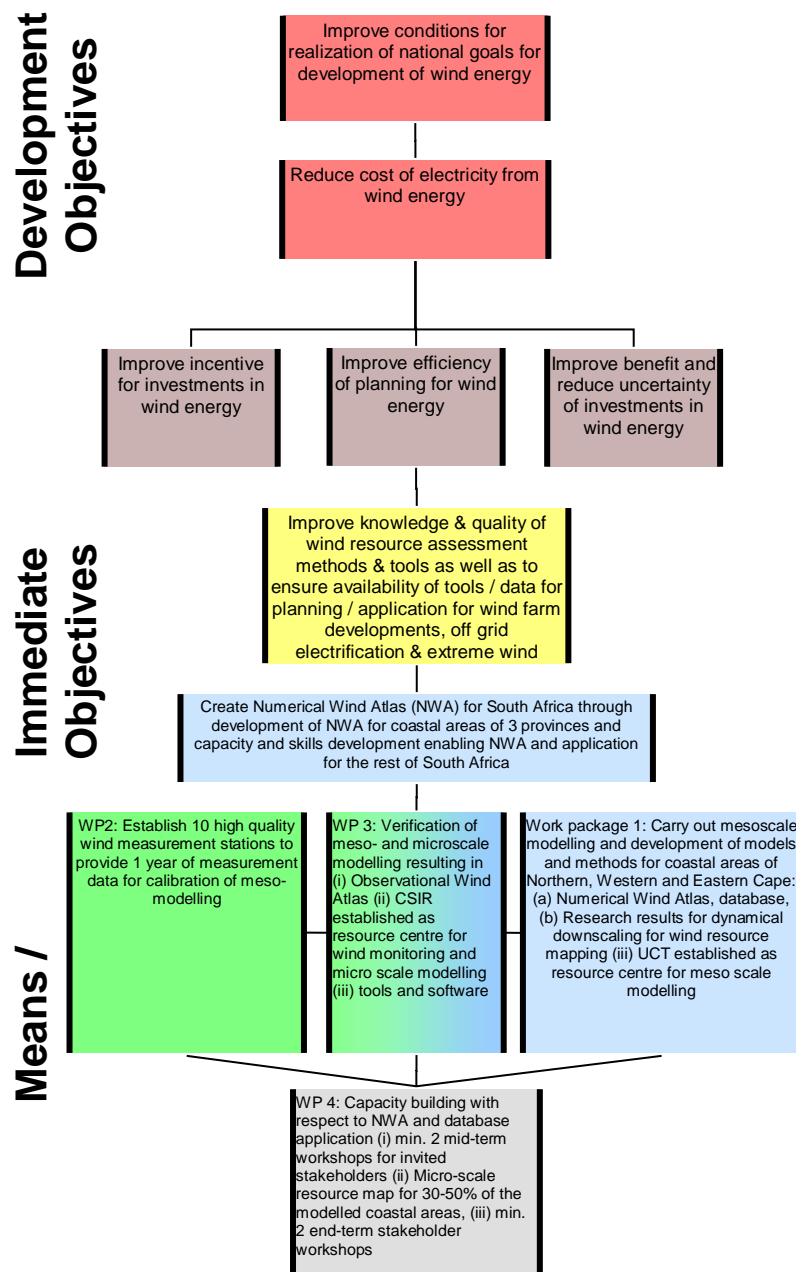 Development
Objectives
Improve conditions for
realization of national goals for
development of wind energy
Reduce cost of electricity from
wind energy
Improve incentive
for investments in
wind energy
Improve efficiency
of planning for wind
energy
Improve benefit and
reduce uncertainty
of investments in
wind energy
Immediate
Objectives
Improve knowledge & quality of
wind resource assessment
methods & tools as well as to
ensure availability of tools / data for
planning / application for wind farm
developments, off grid
electrification & extreme wind
Create Numerical Wind Atlas (NWA) for South Africa through
development of NWA for coastal areas of 3 provinces and
capacity and skills development enabling NWA and application
for the rest of South Africa
Means /
WP2: Establish 10 high quality
wind measurement stations to
provide 1 year of measurement
data for calibration of meso-
modelling
WP 3: Verification of
meso- and microscale
modelling resulting in
(i) Observational Wind
Atlas (ii) CSIR
established as
resource centre for
wind monitoring and
micro scale modelling
(iii) tools and software
Work package 1: Carry out mesoscale
modelling and development of models
and methods for coastal areas of
Northern, Western and Eastern Cape:
(a) Numerical Wind Atlas, database,
(b) Research results for dynamical
downscaling for wind resource
mapping (iii) UCT established as
resource centre for meso scale
modelling
WP 4: Capacity building with
respect to NWA and database
application (i) min. 2 mid-term
workshops for invited
stakeholders (ii) Micro-scale
resource map for 30-50% of the
modelled coastal areas, (iii) min.
2 end-term stakeholder
workshops